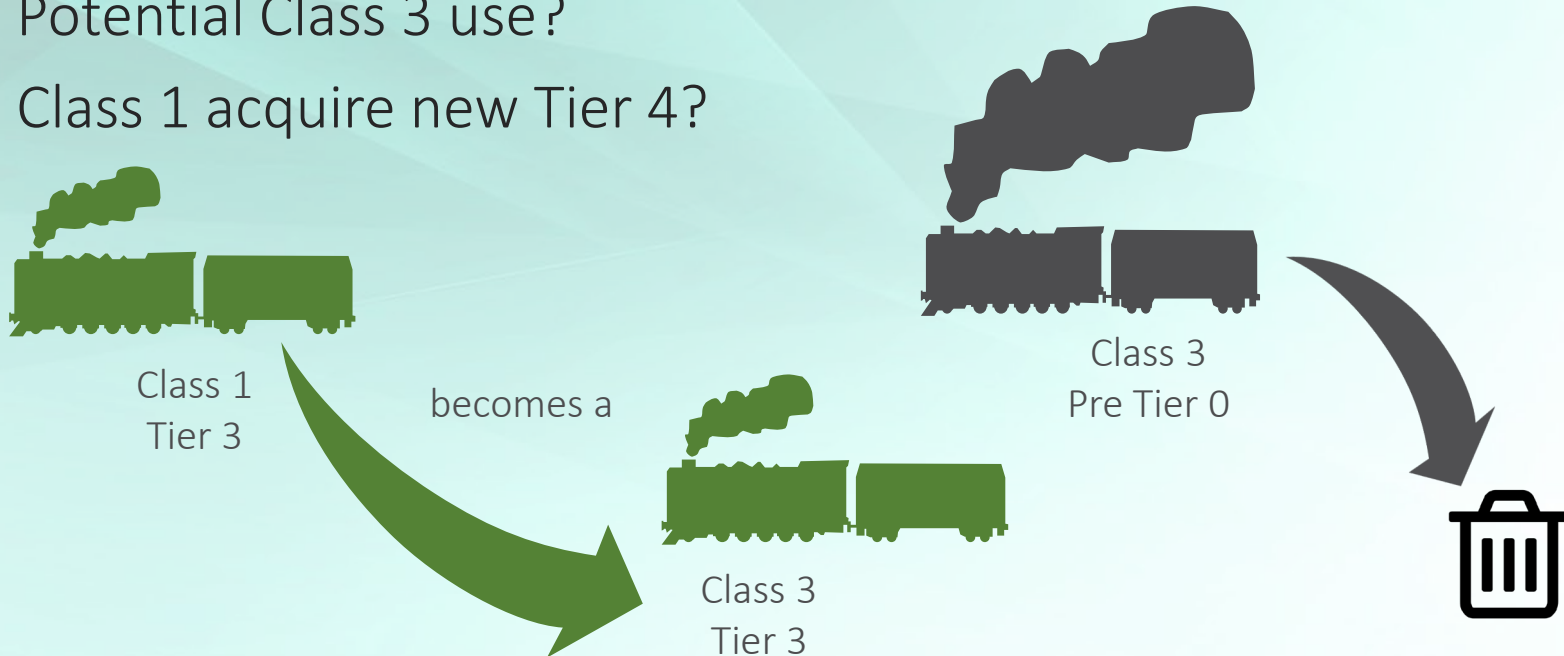 Potential Class 3 use?
Class 1 acquire new Tier 4?
Class 1
Tier 3
becomes a
Class 3
Tier 3
Class 3
Pre Tier 0